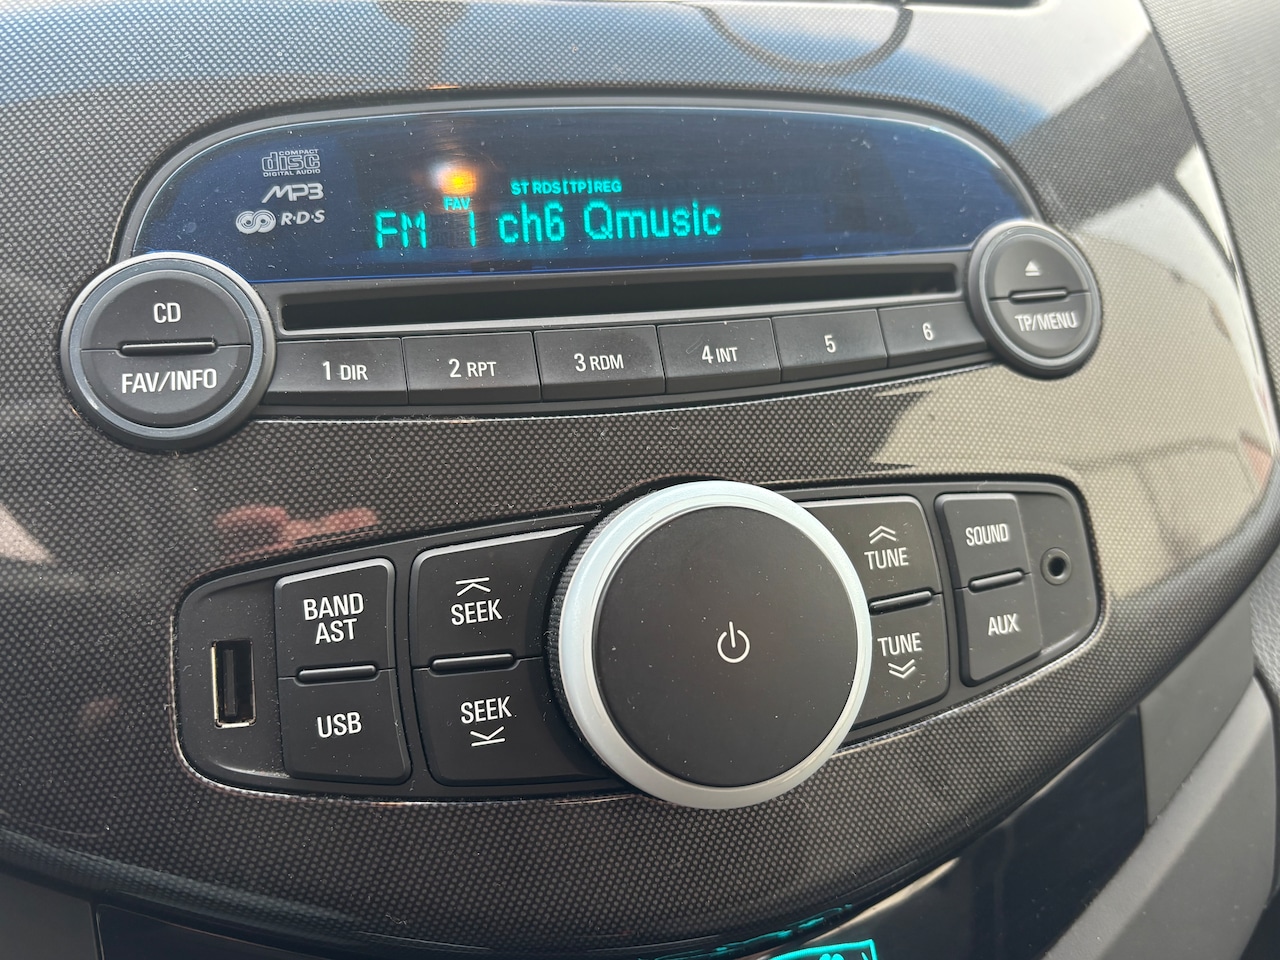 COMPACT
disc
DIGITAL AUDIO
MP3
R·D·S
ST RDS[TP]REG
FAV
FM 1 ch6 Qmusic
CD
FAV/INFO
1 DIR
2 RPT
3 RDM
4 INT
5
6
TP/MENU
BAND
AST
USB
SEEK
SEEK
TUNE
TUNE
SOUND
AUX